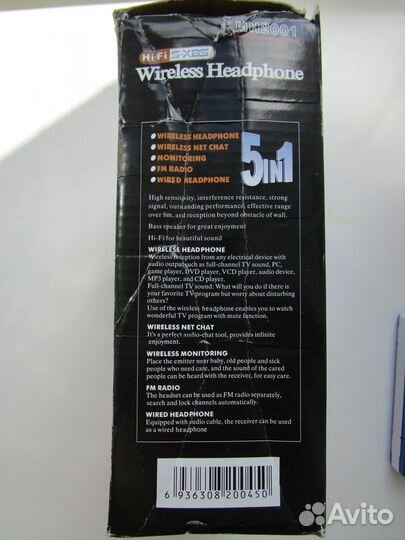 MH2001
Hi-Fi S-XBS
Wireless Headphone
WIRELESS HEADPHONE
WIRELESS NET CHAT
MONITORING
FM RADIO
WIRED HEADPHONE
5 IN 1
High sensitivity, interference resistance, strong
signal, outstanding performance, effective range
over 8m, and reception beyond obstacle of wall.
Bass speaker for great enjoyment
Hi-Fi for beautiful sound
WIRELESS HEADPHONE
Wireless reception from any electrical device with
audio output such as full-channel TV sound, PC,
game player, DVD player, VCD player, audio device,
MP3 player, and CD player.
Full-channel TV sound: What will you do if there is
your favorite TV program but worry about disturbing
others?
Use of the wireless headphone enables you to watch
wonderful TV program with mute function.
WIRELESS NET CHAT
It's a perfect audio-chat tool, provides infinite
enjoyment.
WIRELESS MONITORING
Place the emitter near baby, old people and sick
people who need care, and the sound of the cared
people can be heard with the receiver, for easy care.
FM RADIO
The headset can be used as FM radio separately,
search and lock channels automatically.
WIRED HEADPHONE
Equipped with audio cable, the receiver can be used
as a wired headphone
6 936308 200450
Avito